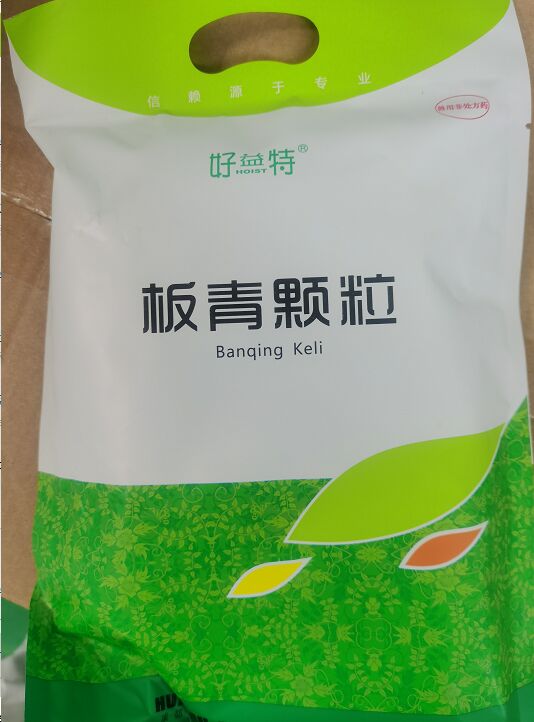 信赖源于专业
兽用非处方药
好益特®
HOIST
板青颗粒
Banqing Keli